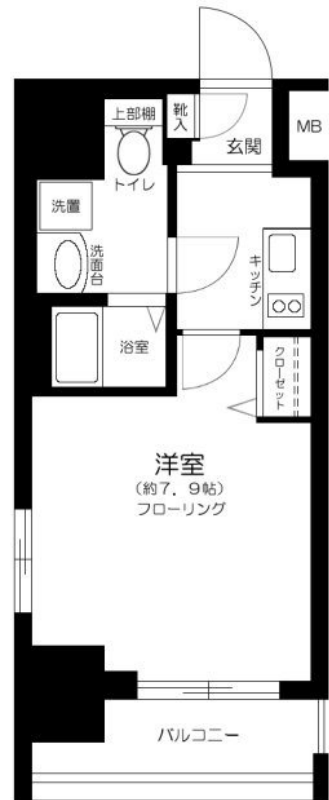 上部棚
靴入
MB
玄関
トイレ
洗置
洗面台
キッチン
浴室
クローゼット
洋室
(約7.9帖)
フローリング
バルコニー